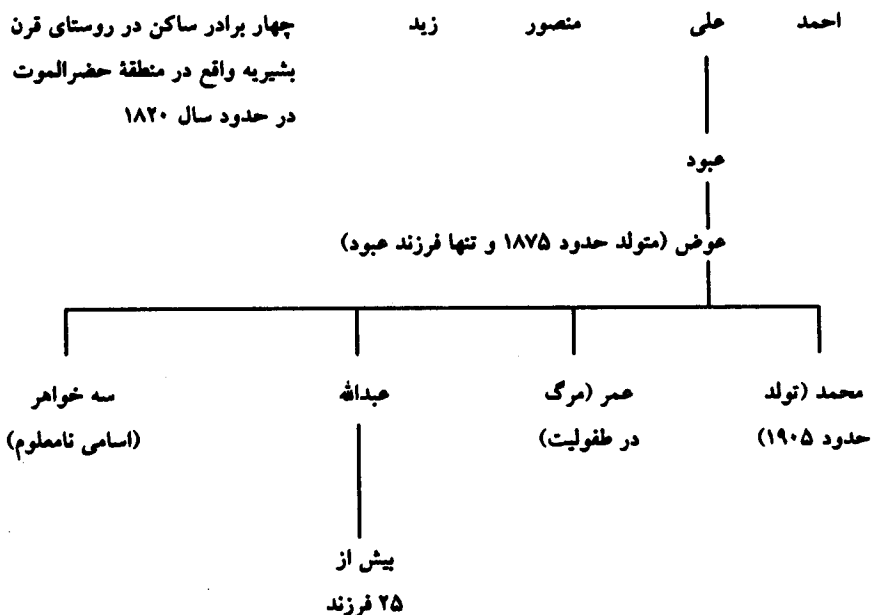 احمد علی منصور زید چهار برادر ساکن در روستای قرن
بشیریه واقع در منطقهٔ حضرالموت
در حدود سال ۱۸۲۰
عبود
عوض (متولد حدود ۱۸۷۵ و تنها فرزند عبود)
محمد (تولد
حدود ۱۹۰۵)
عمر (مرگ
در طفولیت)
عبدالله
سه خواهر
(اسامی نامعلوم)
بیش از
۲۵ فرزند